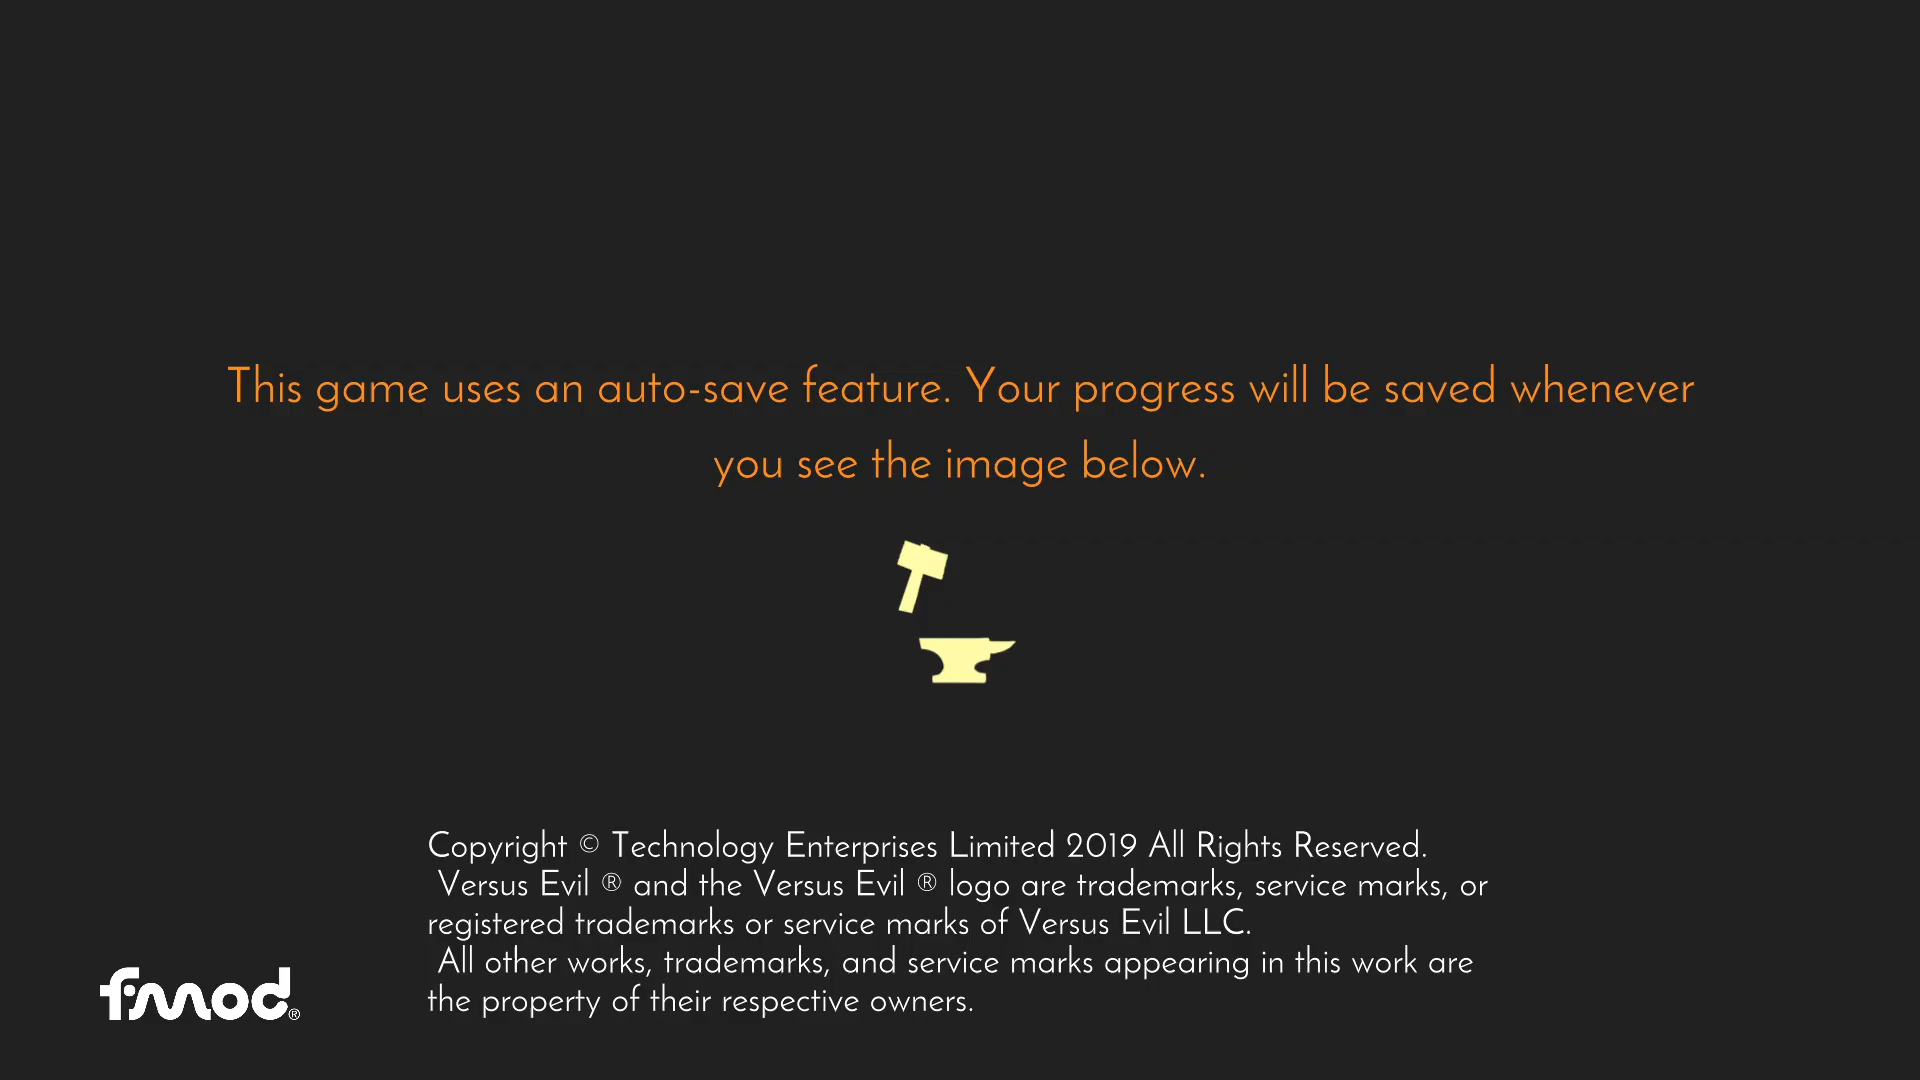 This game uses an auto-save feature. Your progress will be saved whenever
you see the image below.
Copyright © Technology Enterprises Limited 2019 All Rights Reserved.
Versus Evil ® and the Versus Evil ® logo are trademarks, service marks, or
registered trademarks or service marks of Versus Evil LLC.
All other works, trademarks, and service marks appearing in this work are
the property of their respective owners.
fmod®